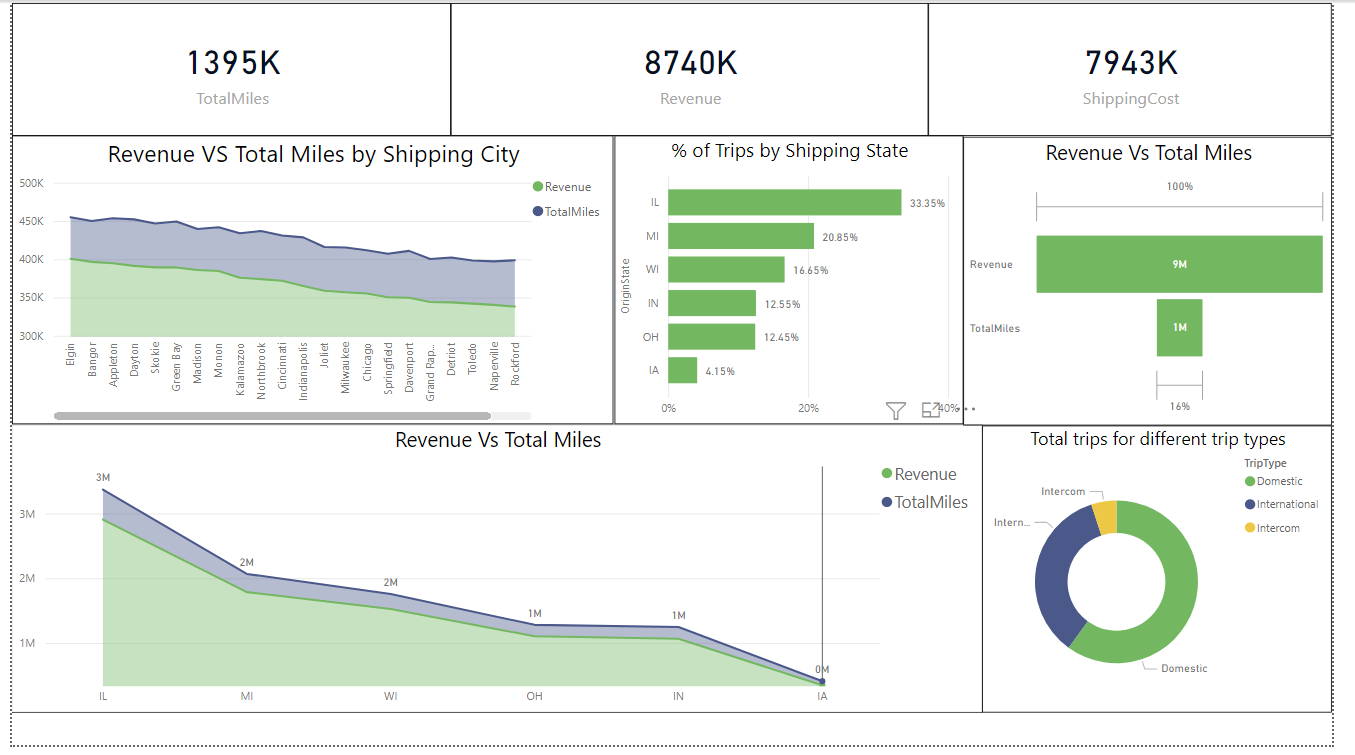 1395K
TotalMiles
8740K
Revenue
7943K
ShippingCost
Revenue VS Total Miles by Shipping City
500K
450K
400K
350K
300K
Revenue
TotalMiles
Elgin
Bangor
Appleton
Dayton
Skokie
Green Bay
Madison
Monon
Kalamazoo
Northbrook
Cincinnati
Indianapolis
Joliet
Milwaukee
Chicago
Springfield
Davenport
Grand Rap...
Detriot
Toledo
Naperville
Rockford
% of Trips by Shipping State
OriginState
IL
33.35%
MI
20.85%
WI
16.65%
IN
12.55%
OH
12.45%
IA
4.15%
0%
20%
40%
Revenue Vs Total Miles
100%
Revenue
9M
TotalMiles
1M
16%
Revenue Vs Total Miles
3M
2M
1M
3M
2M
2M
1M
1M
0M
IL
MI
WI
OH
IN
IA
Revenue
TotalMiles
Total trips for different trip types
TripType
Domestic
International
Intercom
Intercom
Intern...
Domestic